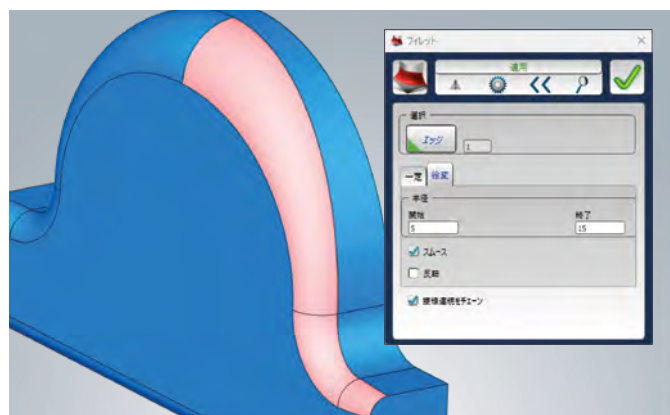 フィレット
適用
選択
エッジ
1
一定
徐変
半径
開始
終了
5
15
スムース
反転
接線連続をチェーン